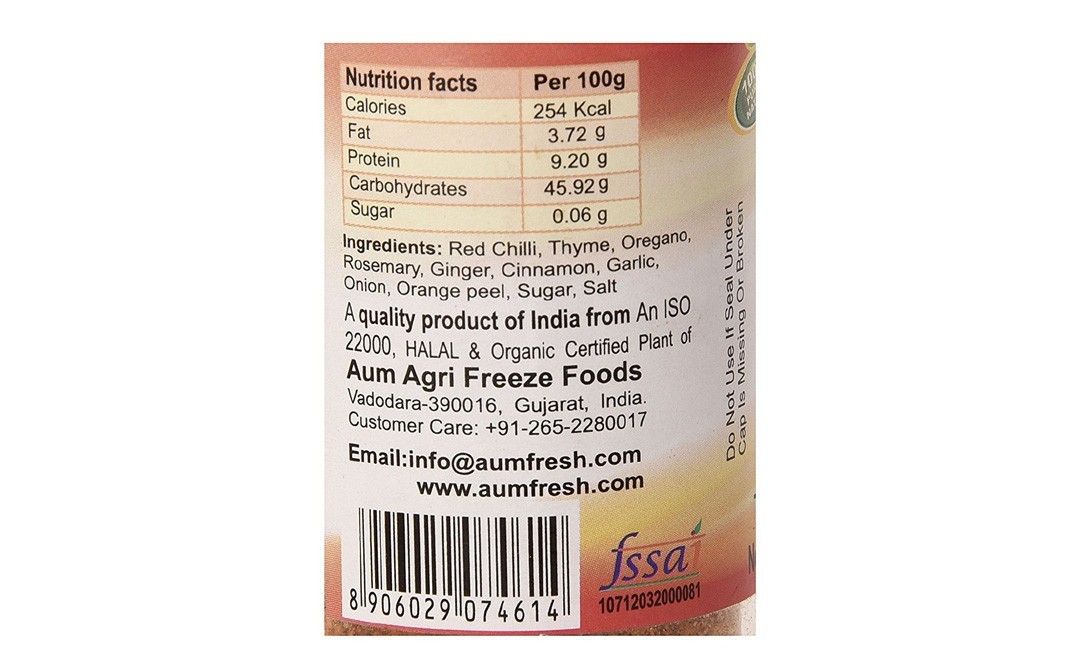 Nutrition facts Per 100g
Calories 254 Kcal
Fat 3.72 g
Protein 9.20 g
Carbohydrates 45.92 g
Sugar 0.06 g
Ingredients: Red Chilli, Thyme, Oregano,
Rosemary, Ginger, Cinnamon, Garlic,
Onion, Orange peel, Sugar, Salt
A quality product of India from An ISO
22000, HALAL & Organic Certified Plant of
Aum Agri Freeze Foods
Vadodara-390016, Gujarat, India.
Customer Care: +91-265-2280017
Email:info@aumfresh.com
www.aumfresh.com
8 906029 074614
fssai
10712032000081
Do Not Use If Seal Under
Cap Is Missing Or Broken